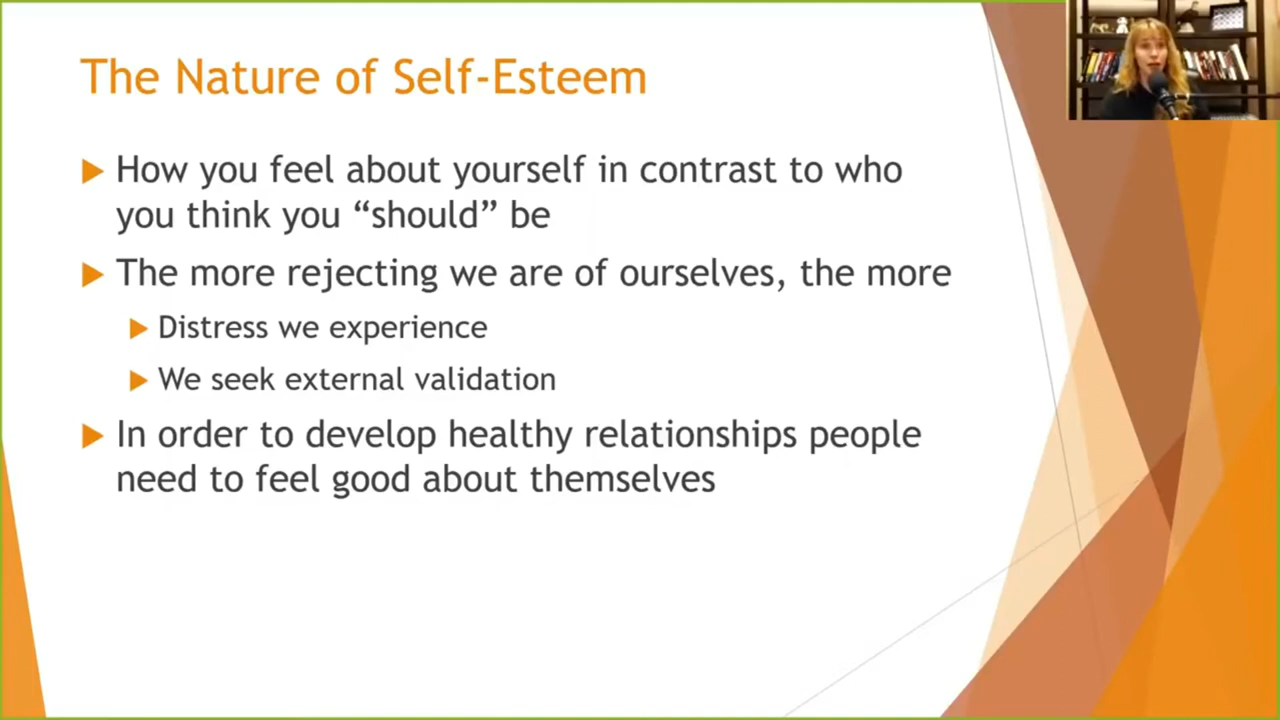 The Nature of Self-Esteem
How you feel about yourself in contrast to who
you think you “should” be
The more rejecting we are of ourselves, the more
Distress we experience
We seek external validation
In order to develop healthy relationships people
need to feel good about themselves